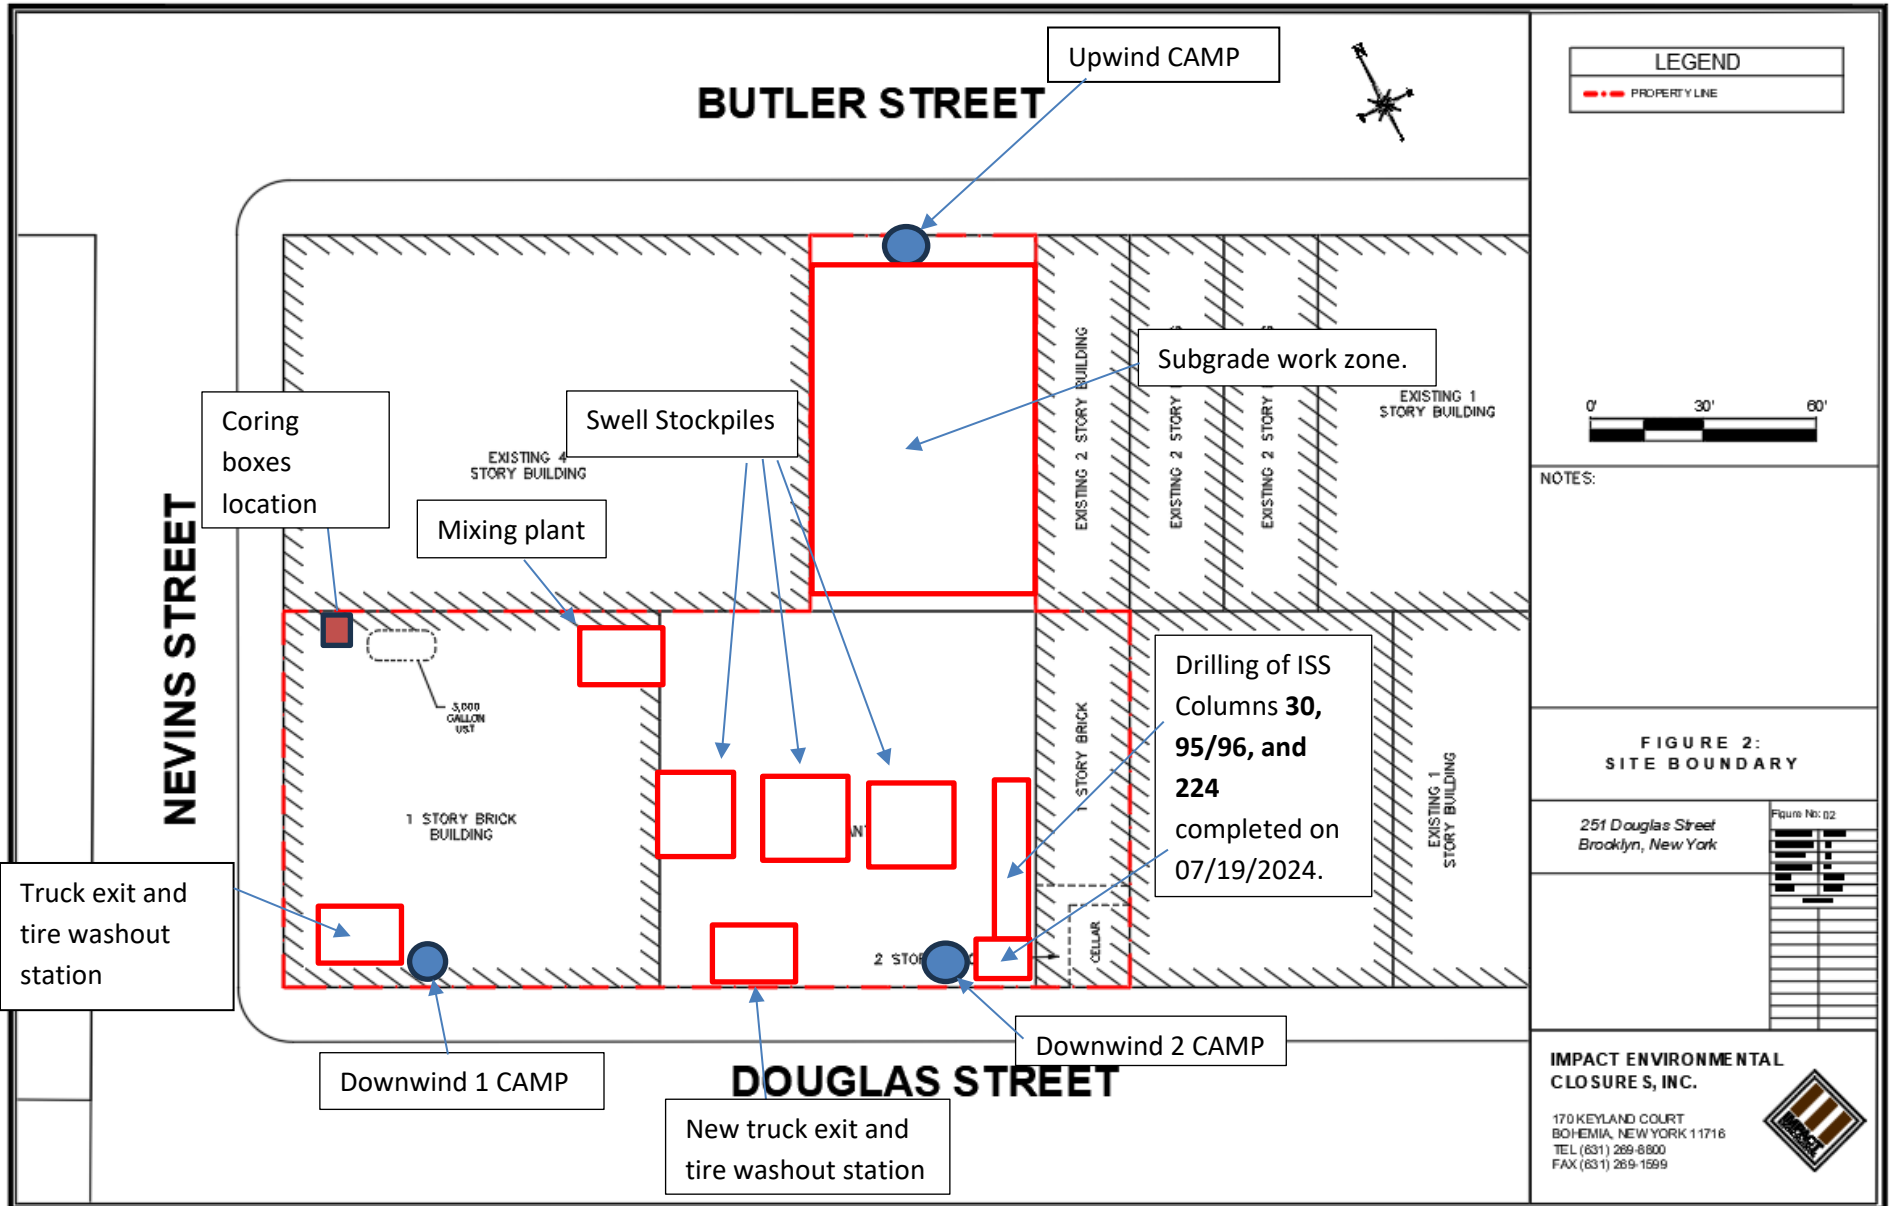 Upwind CAMP
BUTLER STREET
N
LEGEND
PROPERTY LINE
Subgrade work zone.
EXISTING 2 STORY BUILDING
EXISTING 2 STORY
EXISTING 2 STORY
EXISTING 1
STORY BUILDING
0' 30' 60'
Coring
boxes
location
Swell Stockpiles
EXISTING 4
STORY BUILDING
Mixing plant
NOTES:
NEVINS STREET
3,000
GALLON
UST
1 STORY BRICK
BUILDING
1 STORY BRICK
Drilling of ISS
Columns 30,
95/96, and
224
completed on
07/19/2024.
EXISTING 1
STORY BUILDING
FIGURE 2:
SITE BOUNDARY
251 Douglas Street
Brooklyn, New York
Figure No: 02
Truck exit and
tire washout
station
2
CELLAR
Downwind 1 CAMP
Downwind 2 CAMP
DOUGLAS STREET
New truck exit and
tire washout station
IMPACT ENVIRONMENTAL
CLOSURES, INC.
170 KEYLAND COURT
BOHEMIA, NEW YORK 11716
TEL (631) 269-8800
FAX (631) 269-1599
IMPACT